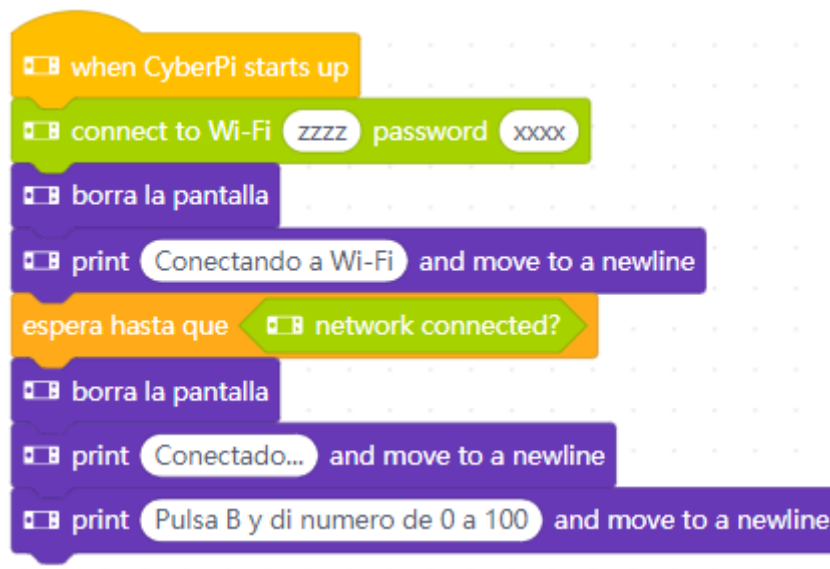 when CyberPi starts up
connect to Wi-Fi zzzz password xxxx
borra la pantalla
print Conectando a Wi-Fi and move to a newline
espera hasta que network connected?
borra la pantalla
print Conectado... and move to a newline
print Pulsa B y di numero de 0 a 100 and move to a newline